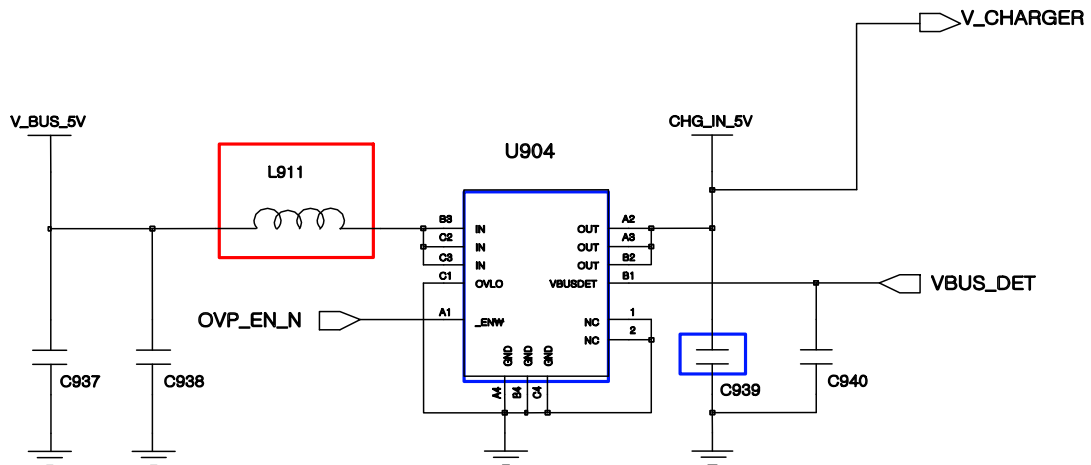 V_CHARGER
V_BUS_5V
CHG_IN_5V
U904
L911
B3 IN OUT A2
C2 IN OUT A3
C3 IN OUT B2
C1 OVLO VBUSDET B1
VBUS_DET
OVP_EN_N
A1 _ENW NC 1
NC 2
GND GND GND
A4 B4 C4
C937
C938
C939
C940